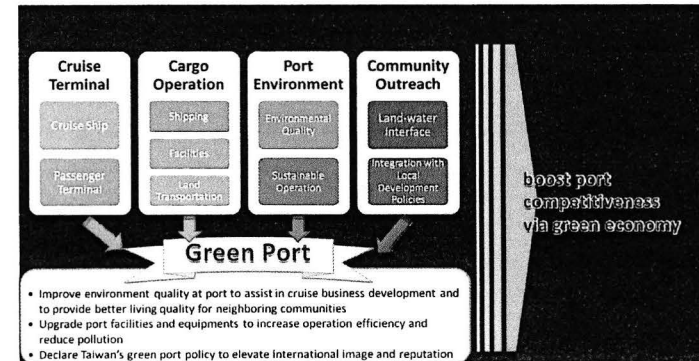 Cruise
Terminal
Cruise Ship
Passenger
Terminal
Cargo
Operation
Shipping
Facilities
Land
Transportation
Port
Environment
Environmental
Quality
Sustainable
Operation
Community
Outreach
Land-water
Interface
Integration with
Local
Development
Policies
boost port
competitiveness
via green economy
Green Port
• Improve environment quality at port to assist in cruise business development and
to provide better living quality for neighboring communities
• Upgrade port facilities and equipments to increase operation efficiency and
reduce pollution
• Declare Taiwan's green port policy to elevate international image and reputation